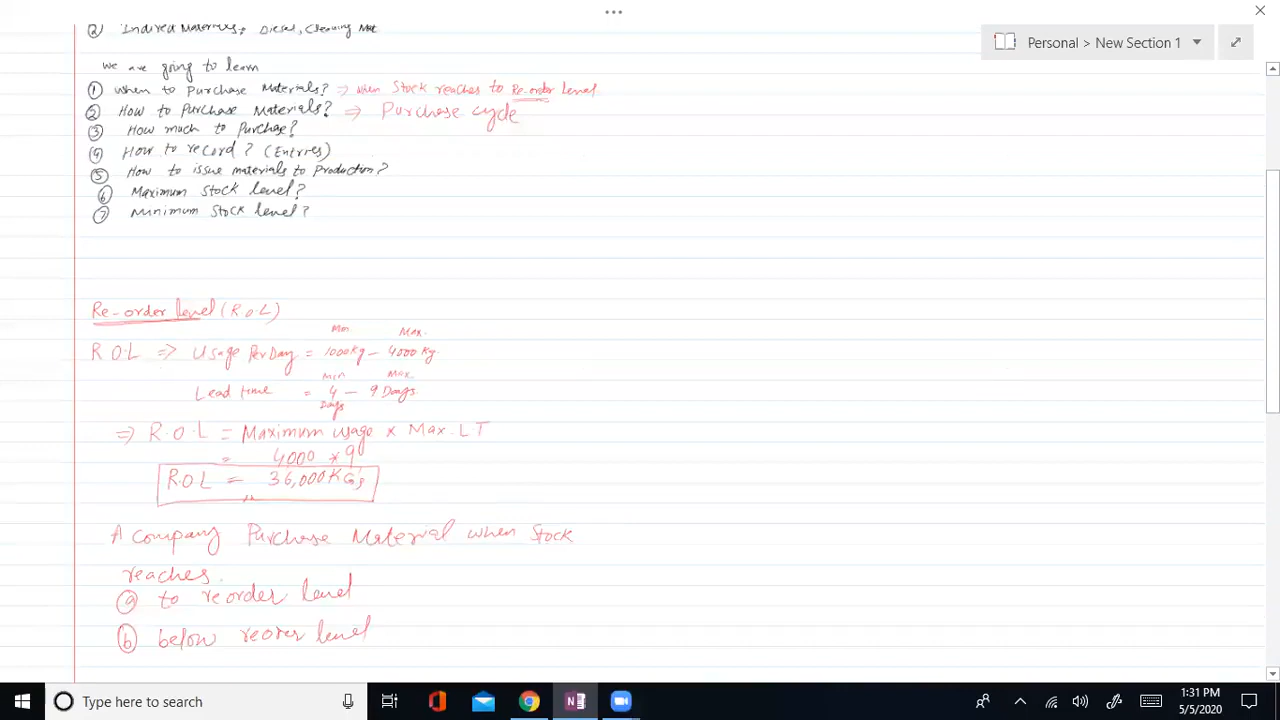 ② Indirect Materials, Diesel, Cleaning Mat
Personal > New Section 1
we are going to learn
① when to purchase Materials? ⇒ when Stock reaches to Re-order level
② How to Purchase Materials? ⇒ Purchase cycle
③ How much to Purchase?
④ How to record? (Entries)
⑤ How to issue materials to Production?
⑥ Maximum Stock level?
⑦ Minimum Stock level?
Re-order level (R O L)
Min Max.
R O.L ⇒ Usage Per Day = 1000Kg - 4000 Kg.
Min Max
Lead time = 4 - 9 Days
Days
⇒ R.O.L = Maximum usage x Max. L T
= 4000 * 9
R.O L = 36,000 KG's
A company Purchase Material when Stock
reaches.
ⓐ to reorder level
ⓑ below reorer level
Type here to search
1:31 PM
5/5/2020